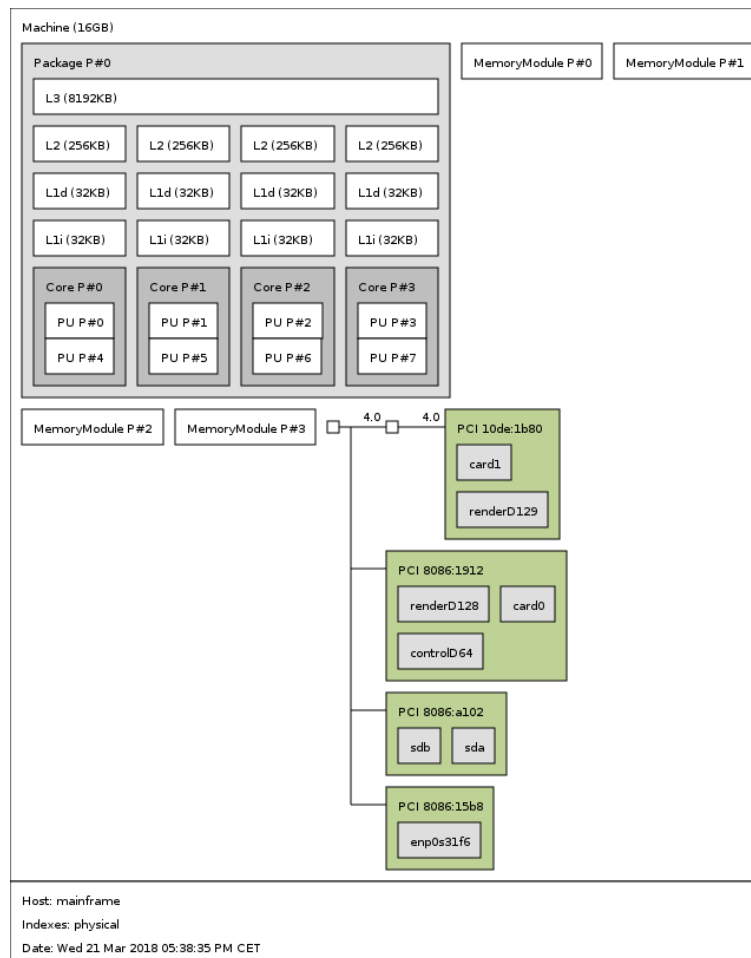 Machine (16GB)
Package P#0
MemoryModule P#0 MemoryModule P#1
L3 (8192KB)
L2 (256KB) L2 (256KB) L2 (256KB) L2 (256KB)
L1d (32KB) L1d (32KB) L1d (32KB) L1d (32KB)
L1i (32KB) L1i (32KB) L1i (32KB) L1i (32KB)
Core P#0 Core P#1 Core P#2 Core P#3
PU P#0 PU P#1 PU P#2 PU P#3
PU P#4 PU P#5 PU P#6 PU P#7
MemoryModule P#2 MemoryModule P#3 4.0 4.0 PCI 10de:1b80
card1
renderD129
PCI 8086:1912
renderD128 card0
controlD64
PCI 8086:a102
sdb sda
PCI 8086:15b8
enp0s31f6
Host: mainframe
Indexes: physical
Date: Wed 21 Mar 2018 05:38:35 PM CET